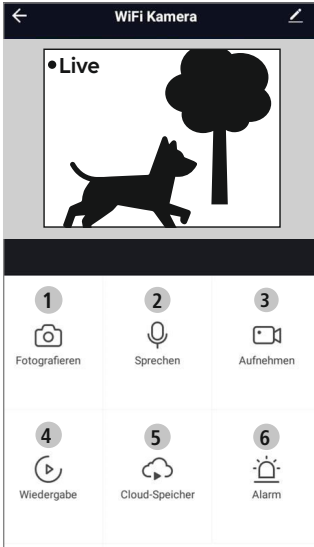 WiFi Kamera
•Live
1 2 3
Fotografieren Sprechen Aufnehmen
4 5 6
Wiedergabe Cloud-Speicher Alarm